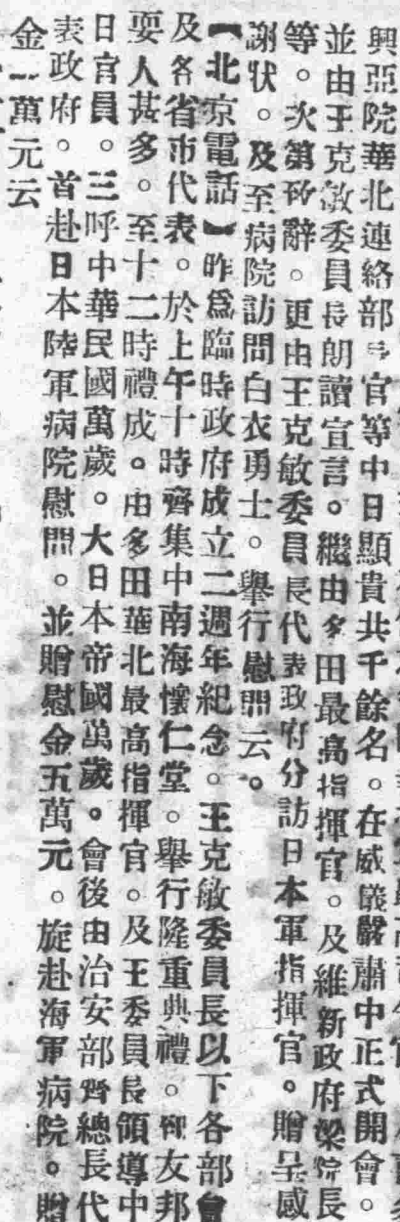 興亞院華北連絡部長官等中日顯貴共千餘名。在威儀嚴肅中正式開會。
並由王克敏委員長朗讀宣言。繼由多田最高指揮官。及維新政府梁院長
等。次第致辭。更由王克敏委員長代表政府分訪日本軍指揮官。贈呈感
謝狀。及至病院訪問白衣勇士。舉行慰問云。
【北京電話】昨爲臨時政府成立二週年紀念。王克敏委員長以下各部會
及各省市代表。於上午十時齊集中南海懷仁堂。舉行隆重典禮。卽友邦
要人甚多。至十二時禮成。由多田華北最高指揮官。及王委員長領導中
日官員。三呼中華民國萬歲。大日本帝國萬歲。會後由治安部齊總長代
表政府。首赴日本陸軍病院慰問。並贈慰金五萬元。旋赴海軍病院。贈
金一萬元云